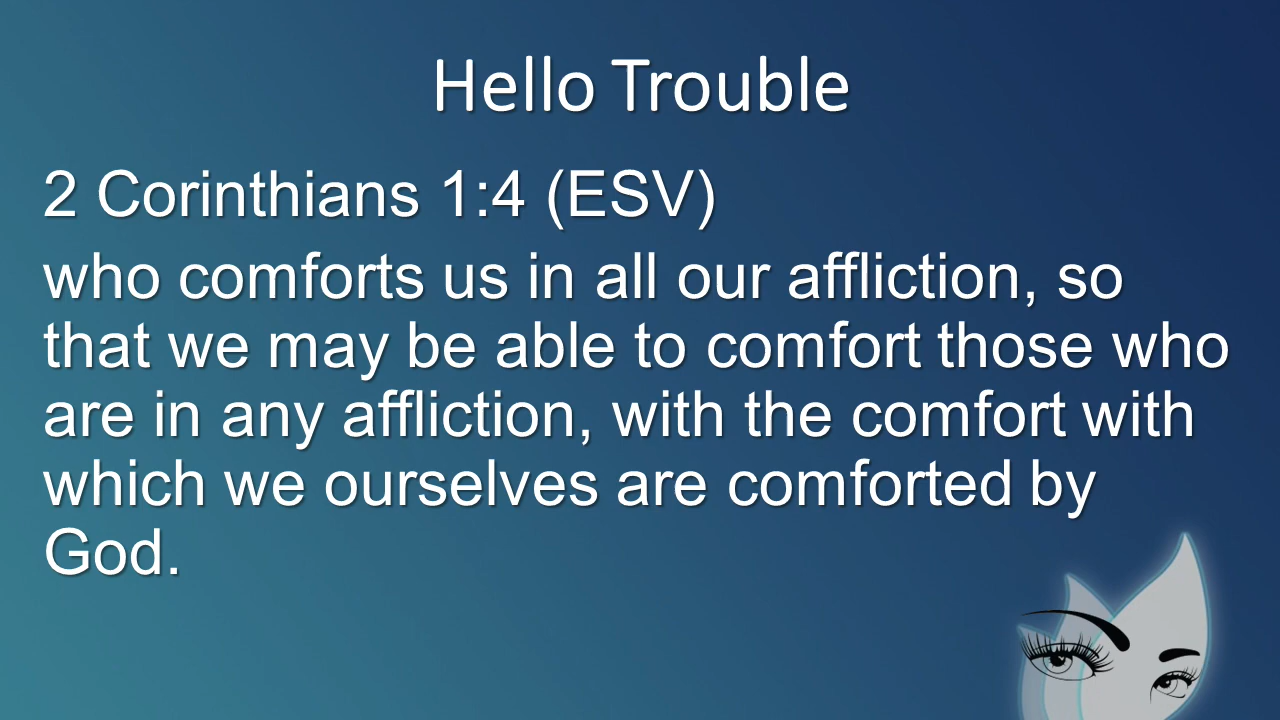 Hello Trouble
2 Corinthians 1:4 (ESV)
who comforts us in all our affliction, so
that we may be able to comfort those who
are in any affliction, with the comfort with
which we ourselves are comforted by
God.